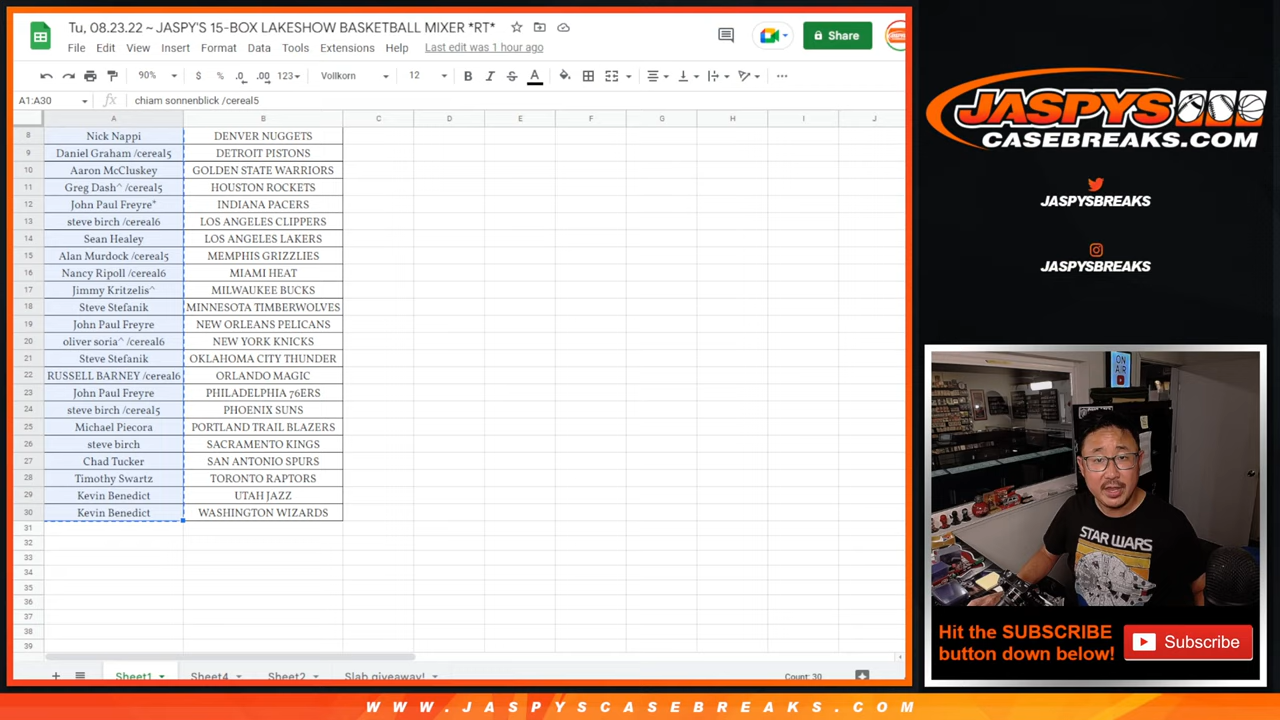 Tu, 08.23.22 ~ JASPY'S 15-BOX LAKESHOW BASKETBALL MIXER *RT*
File Edit View Insert Format Data Tools Extensions Help Last edit was 1 hour ago
Share
90% $ % .0 .00 123 Vollkorn 12 B I S A
A1:A30 fx chiam sonnenblick /cereal5
A B C D E F G H I J
8 Nick Nappi DENVER NUGGETS
9 Daniel Graham /cereal5 DETROIT PISTONS
10 Aaron McCluskey GOLDEN STATE WARRIORS
11 Greg Dash^ /cereal5 HOUSTON ROCKETS
12 John Paul Freyre* INDIANA PACERS
13 steve birch /cereal6 LOS ANGELES CLIPPERS
14 Sean Healey LOS ANGELES LAKERS
15 Alan Murdock /cereal5 MEMPHIS GRIZZLIES
16 Nancy Ripoll /cereal6 MIAMI HEAT
17 Jimmy Kritzelis^ MILWAUKEE BUCKS
18 Steve Stefanik MINNESOTA TIMBERWOLVES
19 John Paul Freyre NEW ORLEANS PELICANS
20 oliver soria^ /cereal6 NEW YORK KNICKS
21 Steve Stefanik OKLAHOMA CITY THUNDER
22 RUSSELL BARNEY /cereal6 ORLANDO MAGIC
23 John Paul Freyre PHILADELPHIA 76ERS
24 steve birch /cereal5 PHOENIX SUNS
25 Michael Piecora PORTLAND TRAIL BLAZERS
26 steve birch SACRAMENTO KINGS
27 Chad Tucker SAN ANTONIO SPURS
28 Timothy Swartz TORONTO RAPTORS
29 Kevin Benedict UTAH JAZZ
30 Kevin Benedict WASHINGTON WIZARDS
31
32
33
34
35
36
37
38
39
Sheet1 Sheet4 Sheet2 Slab giveaway! Count: 30
JASPYS
CASEBREAKS.COM
JASPYSBREAKS
JASPYSBREAKS
ON
AIR
STAR WARS
Hit the SUBSCRIBE
button down below!
Subscribe
WWW.JASPYSCASEBREAKS.COM